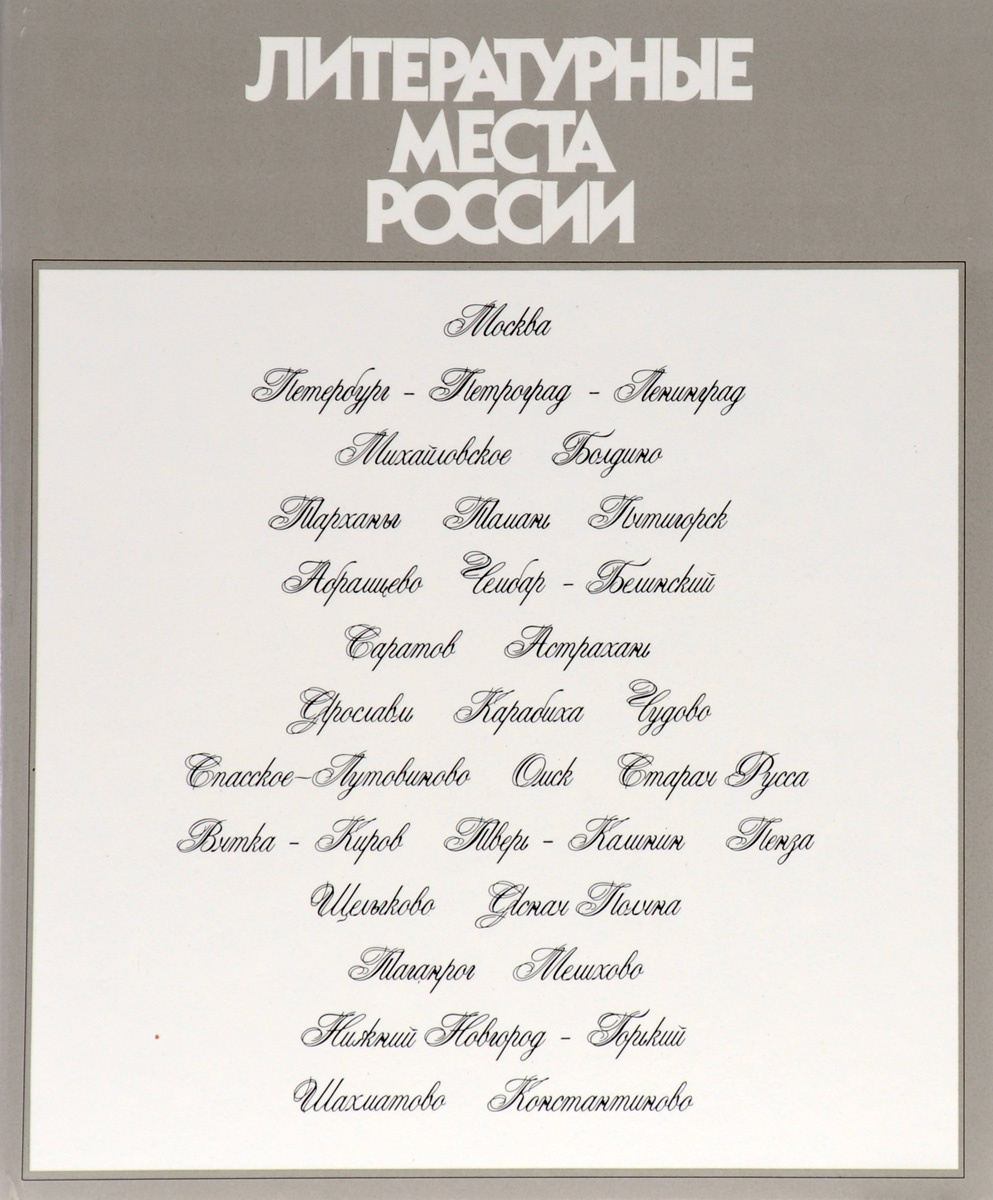 ЛИТЕРАТУРНЫЕ
МЕСТА
РОССИИ
Москва
Петербург - Петроград - Ленинград
Михайловское Болдино
Тарханы Тамань Пятигорск
Абрамцево Чембар - Белинский
Саратов Астрахань
Ярославль Карабиха Чудово
Спасское-Лутовиново Омск Старая Русса
Вятка - Киров Тверь - Калинин Пенза
Щелыково Ясная Поляна
Таганрог Мелихово
Нижний Новгород - Горький
Шахматово Константиново